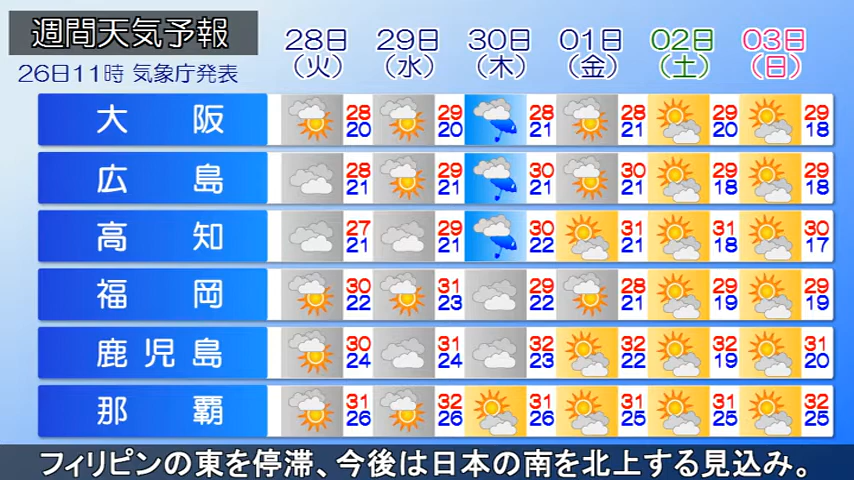 週間天気予報
26日11時 気象庁発表
28日 29日 30日 01日 02日 03日
(火) (水) (木) (金) (土) (日)
大阪 28 29 28 28 29 29
20 20 21 21 20 18
広島 28 29 30 30 29 29
21 21 21 21 18 18
高知 27 29 30 31 31 30
21 21 22 21 18 17
福岡 30 31 29 28 29 29
22 23 22 21 19 19
鹿児島 30 31 32 32 32 31
24 24 23 22 19 20
那覇 31 32 31 31 31 32
26 26 26 25 25 25
フィリピンの東を停滞、今後は日本の南を北上する見込み。